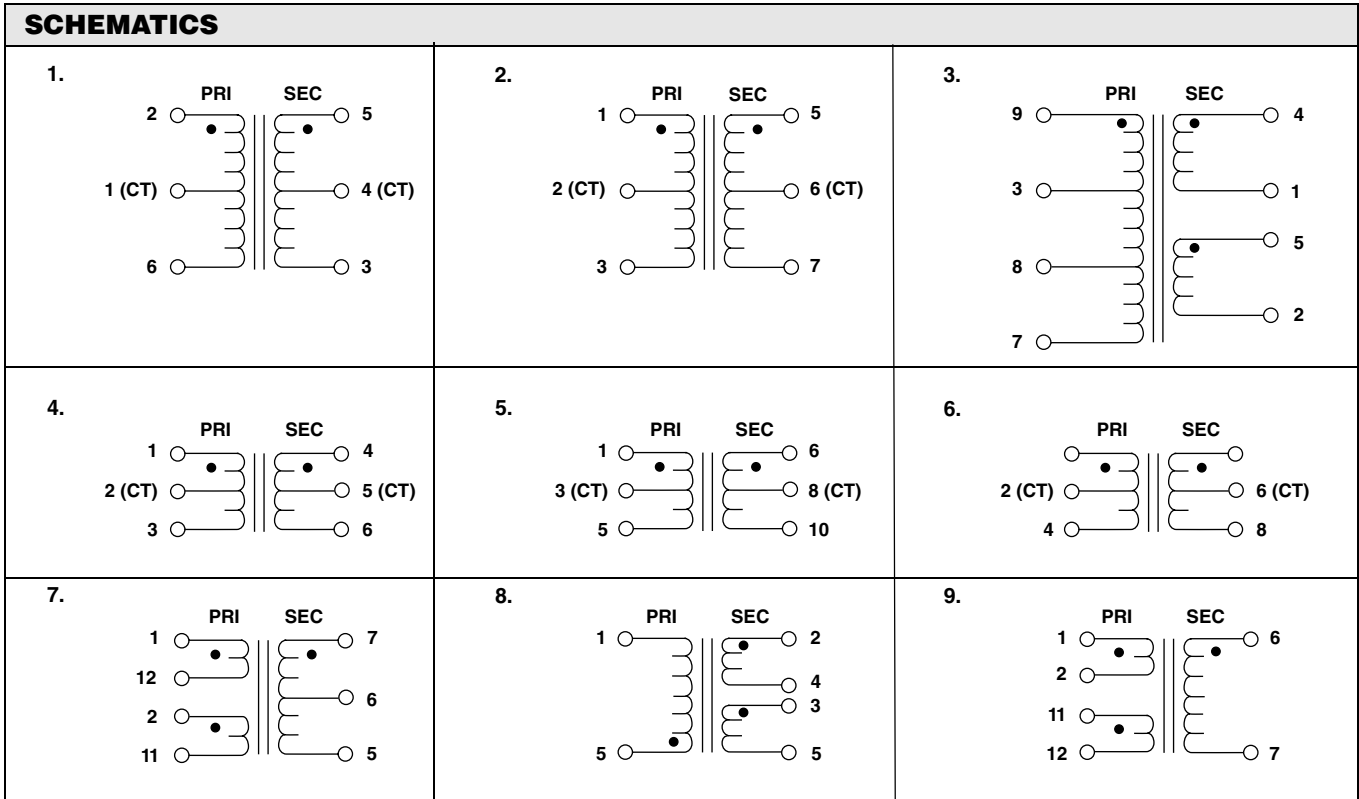 SCHEMATICS
1.
PRI SEC
2 5
1 (CT) 4 (CT)
6 3
2.
PRI SEC
1 5
2 (CT) 6 (CT)
3 7
3.
PRI SEC
9 4
3 1
5
8
2
7
4.
PRI SEC
1 4
2 (CT) 5 (CT)
3 6
5.
PRI SEC
1 6
3 (CT) 8 (CT)
5 10
6.
PRI SEC
2 (CT) 6 (CT)
4 8
7.
PRI SEC
1 7
12
6
2
11 5
8.
PRI SEC
1 2
4
3
5 5
9.
PRI SEC
1 6
2
11
12 7